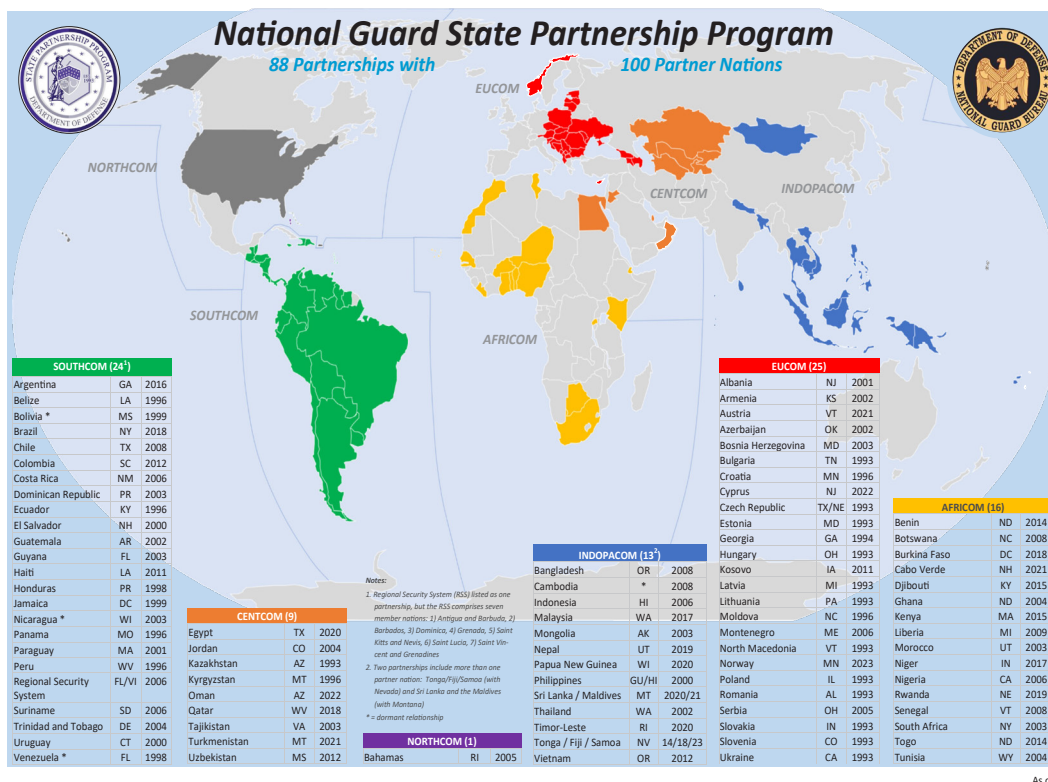 National Guard State Partnership Program
88 Partnerships with 100 Partner Nations
STATE PARTNERSHIP PROGRAM
DEPARTMENT OF DEFENSE
DEPARTMENT OF DEFENSE
NATIONAL GUARD BUREAU
EUCOM
NORTHCOM
CENTCOM
INDOPACOM
SOUTHCOM
AFRICOM
SOUTHCOM (24¹)
Argentina GA 2016
Belize LA 1996
Bolivia * MS 1999
Brazil NY 2018
Chile TX 2008
Colombia SC 2012
Costa Rica NM 2006
Dominican Republic PR 2003
Ecuador KY 1996
El Salvador NH 2000
Guatemala AR 2002
Guyana FL 2003
Haiti LA 2011
Honduras PR 1998
Jamaica DC 1999
Nicaragua * WI 2003
Panama MO 1996
Paraguay MA 2001
Peru WV 1996
Regional Security FL/VI 2006
System
Suriname SD 2006
Trinidad and Tobago DE 2004
Uruguay CT 2000
Venezuela * FL 1998
CENTCOM (9)
Egypt TX 2020
Jordan CO 2004
Kazakhstan AZ 1993
Kyrgyzstan MT 1996
Oman AZ 2022
Qatar WV 2018
Tajikistan VA 2003
Turkmenistan MT 2021
Uzbekistan MS 2012
Notes:
1. Regional Security System (RSS) listed as one
partnership, but the RSS comprises seven
member nations: 1) Antigua and Barbuda, 2)
Barbados, 3) Dominica, 4) Grenada, 5) Saint
Kitts and Nevis, 6) Saint Lucia, 7) Saint Vin-
cent and Grenadines
2. Two partnerships include more than one
partner nation: Tonga/Fiji/Samoa (with
Nevada) and Sri Lanka and the Maldives
(with Montana)
* = dormant relationship
NORTHCOM (1)
Bahamas RI 2005
INDOPACOM (13²)
Bangladesh OR 2008
Cambodia * 2008
Indonesia HI 2006
Malaysia WA 2017
Mongolia AK 2003
Nepal UT 2019
Papua New Guinea WI 2020
Philippines GU/HI 2000
Sri Lanka / Maldives MT 2020/21
Thailand WA 2002
Timor-Leste RI 2020
Tonga / Fiji / Samoa NV 14/18/23
Vietnam OR 2012
EUCOM (25)
Albania NJ 2001
Armenia KS 2002
Austria VT 2021
Azerbaijan OK 2002
Bosnia Herzegovina MD 2003
Bulgaria TN 1993
Croatia MN 1996
Cyprus NJ 2022
Czech Republic TX/NE 1993
Estonia MD 1993
Georgia GA 1994
Hungary OH 1993
Kosovo IA 2011
Latvia MI 1993
Lithuania PA 1993
Moldova NC 1996
Montenegro ME 2006
North Macedonia VT 1993
Norway MN 2023
Poland IL 1993
Romania AL 1993
Serbia OH 2005
Slovakia IN 1993
Slovenia CO 1993
Ukraine CA 1993
AFRICOM (16)
Benin ND 2014
Botswana NC 2008
Burkina Faso DC 2018
Cabo Verde NH 2021
Djibouti KY 2015
Ghana ND 2004
Kenya MA 2015
Liberia MI 2009
Morocco UT 2003
Niger IN 2017
Nigeria CA 2006
Rwanda NE 2019
Senegal VT 2008
South Africa NY 2003
Togo ND 2014
Tunisia WY 2004
As